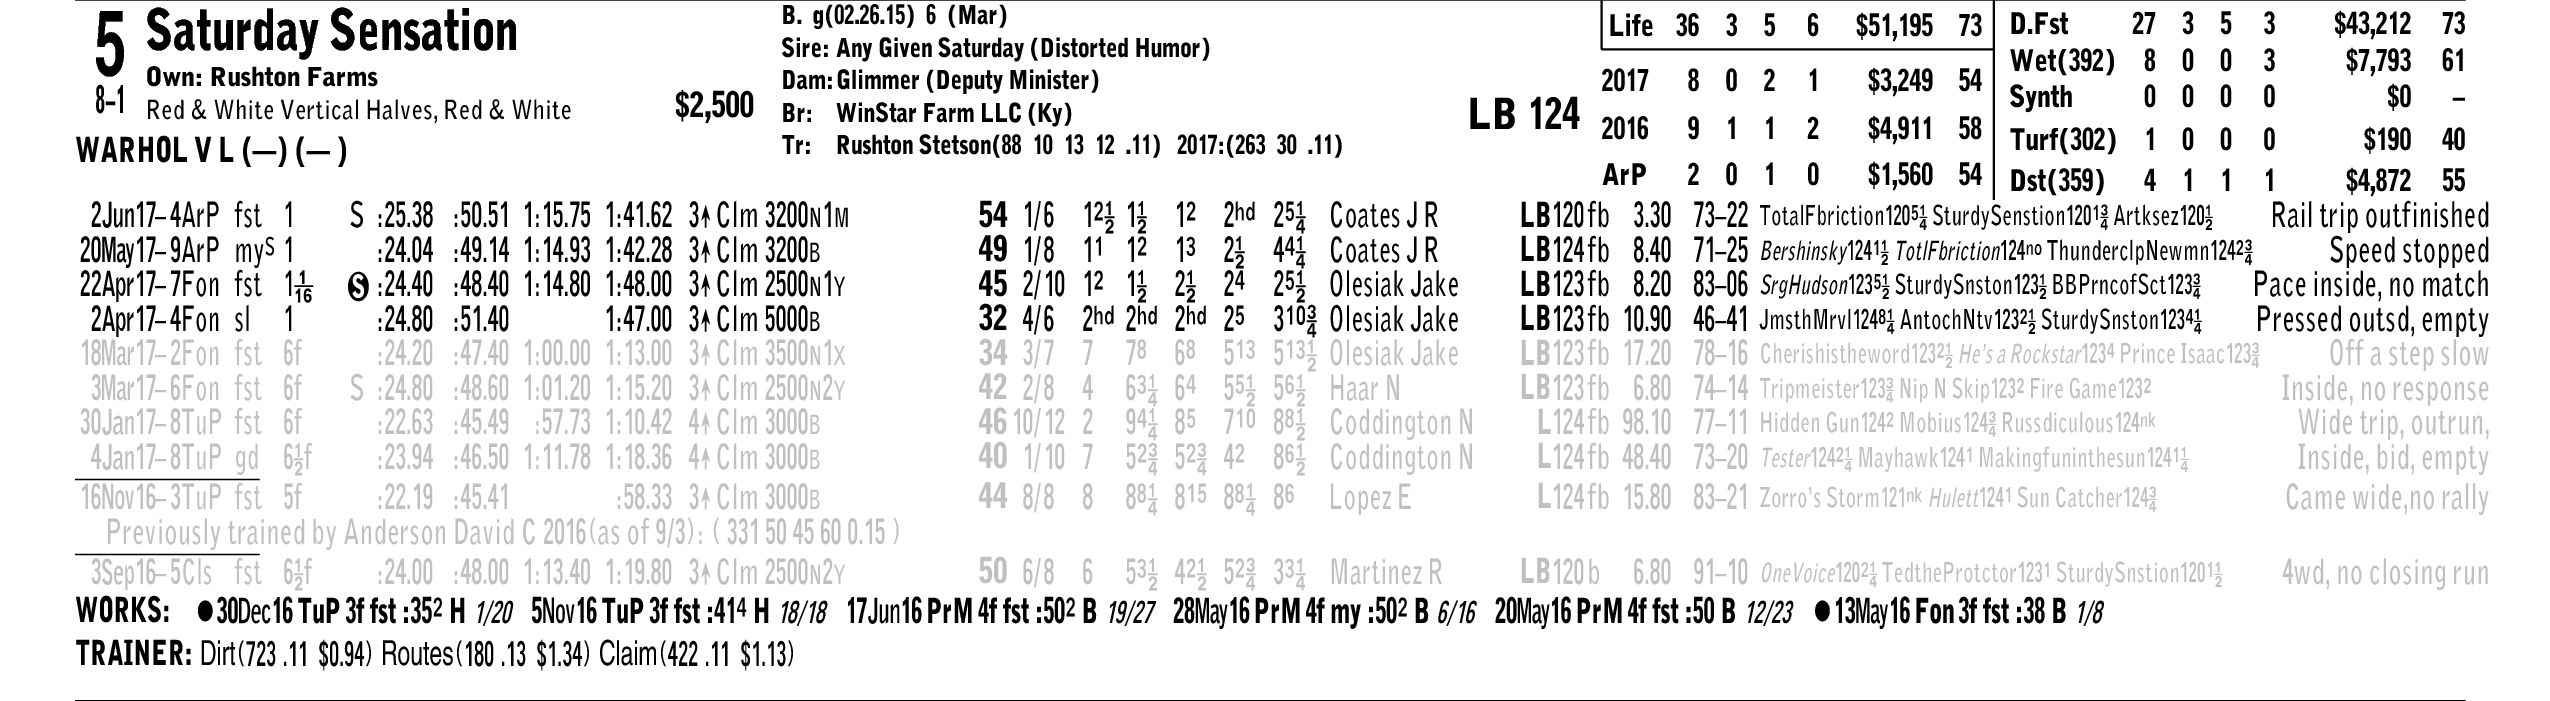 5 Saturday Sensation
Own: Rushton Farms
8–1 Red & White Vertical Halves, Red & White $2,500
WARHOL V L (—) (— )
B. g(02.26.15) 6 (Mar)
Sire: Any Given Saturday (Distorted Humor)
Dam: Glimmer (Deputy Minister)
Br: WinStar Farm LLC (Ky)
Tr: Rushton Stetson(88 10 13 12 .11) 2017:(263 30 .11)
LB 124
Life 36 3 5 6 $51,195 73
2017 8 0 2 1 $3,249 54
2016 9 1 1 2 $4,911 58
ArP 2 0 1 0 $1,560 54
D.Fst 27 3 5 3 $43,212 73
Wet(392) 8 0 0 3 $7,793 61
Synth 0 0 0 0 $0 –
Turf(302) 1 0 0 0 $190 40
Dst(359) 4 1 1 1 $4,872 55
2Jun17–4ArP fst 1 S :25.38 :50.51 1:15.75 1:41.62 3↑ Clm 3200N1M 54 1/6 12½ 1½ 12 2hd 25¼ Coates J R LB120fb 3.30 73–22 TotalFbriction1205¼ SturdySenstion1201¾ Artksez120½ Rail trip outfinished
20May17–9ArP myS 1 :24.04 :49.14 1:14.93 1:42.28 3↑ Clm 3200B 49 1/8 11 12 13 2½ 44¼ Coates J R LB124fb 8.40 71–25 Bershinsky1241½ TotlFbriction124no ThunderclpNewmn1242¾ Speed stopped
22Apr17–7Fon fst 1 1/16 S :24.40 :48.40 1:14.80 1:48.00 3↑ Clm 2500N1Y 45 2/10 12 1½ 2½ 24 25½ Olesiak Jake LB123fb 8.20 83–06 SrgHudson1235½ SturdySnston123½ BBPrncofSct123¾ Pace inside, no match
2Apr17–4Fon sl 1 :24.80 :51.40 1:47.00 3↑ Clm 5000B 32 4/6 2hd 2hd 2hd 25 310¾ Olesiak Jake LB123fb 10.90 46–41 JmsthMrvl1248¼ AntochNtv1232½ SturdySnston1234¼ Pressed outsd, empty
18Mar17–2Fon fst 6f :24.20 :47.40 1:00.00 1:13.00 3↑ Clm 3500N1X 34 3/7 7 78 68 513 513½ Olesiak Jake LB123fb 17.20 78–16 Cherishistheword1232½ He's a Rockstar1234 Prince Isaac123¾ Off a step slow
3Mar17–6Fon fst 6f S :24.80 :48.60 1:01.20 1:15.20 3↑ Clm 2500N2Y 42 2/8 4 63¼ 64 55½ 56½ Haar N LB123fb 6.80 74–14 Tripmeister123¾ Nip N Skip1232 Fire Game1232 Inside, no response
30Jan17–8TuP fst 6f :22.63 :45.49 :57.73 1:10.42 4↑ Clm 3000B 46 10/12 2 94¼ 85 710 88½ Coddington N L124fb 98.10 77–11 Hidden Gun1242 Mobius124¾ Russdiculous124nk Wide trip, outrun,
4Jan17–8TuP gd 6½f :23.94 :46.50 1:11.78 1:18.36 4↑ Clm 3000B 40 1/10 7 52¾ 52¾ 42 86½ Coddington N L124fb 48.40 73–20 Tester1242¼ Mayhawk1241 Makingfuninthesun1241¼ Inside, bid, empty
16Nov16–3TuP fst 5f :22.19 :45.41 :58.33 3↑ Clm 3000B 44 8/8 8 88¼ 815 88¼ 86 Lopez E L124fb 15.80 83–21 Zorro's Storm121nk Hulett1241 Sun Catcher124¾ Came wide,no rally
Previously trained by Anderson David C 2016(as of 9/3): ( 331 50 45 60 0.15 )
3Sep16–5Cls fst 6½f :24.00 :48.00 1:13.40 1:19.80 3↑ Clm 2500N2Y 50 6/8 6 53½ 42½ 52¾ 33¼ Martinez R LB120b 6.80 91–10 OneVoice1202¼ TedtheProtctor1231 SturdySnstion1201½ 4wd, no closing run
WORKS: ●30Dec16 TuP 3f fst :352 H 1/20 5Nov16 TuP 3f fst :414 H 18/18 17Jun16 PrM 4f fst :502 B 19/27 28May16 PrM 4f my :502 B 6/16 20May16 PrM 4f fst :50 B 12/23 ●13May16 Fon 3f fst :38 B 1/8
TRAINER: Dirt(723 .11 $0.94) Routes(180 .13 $1.34) Claim(422 .11 $1.13)